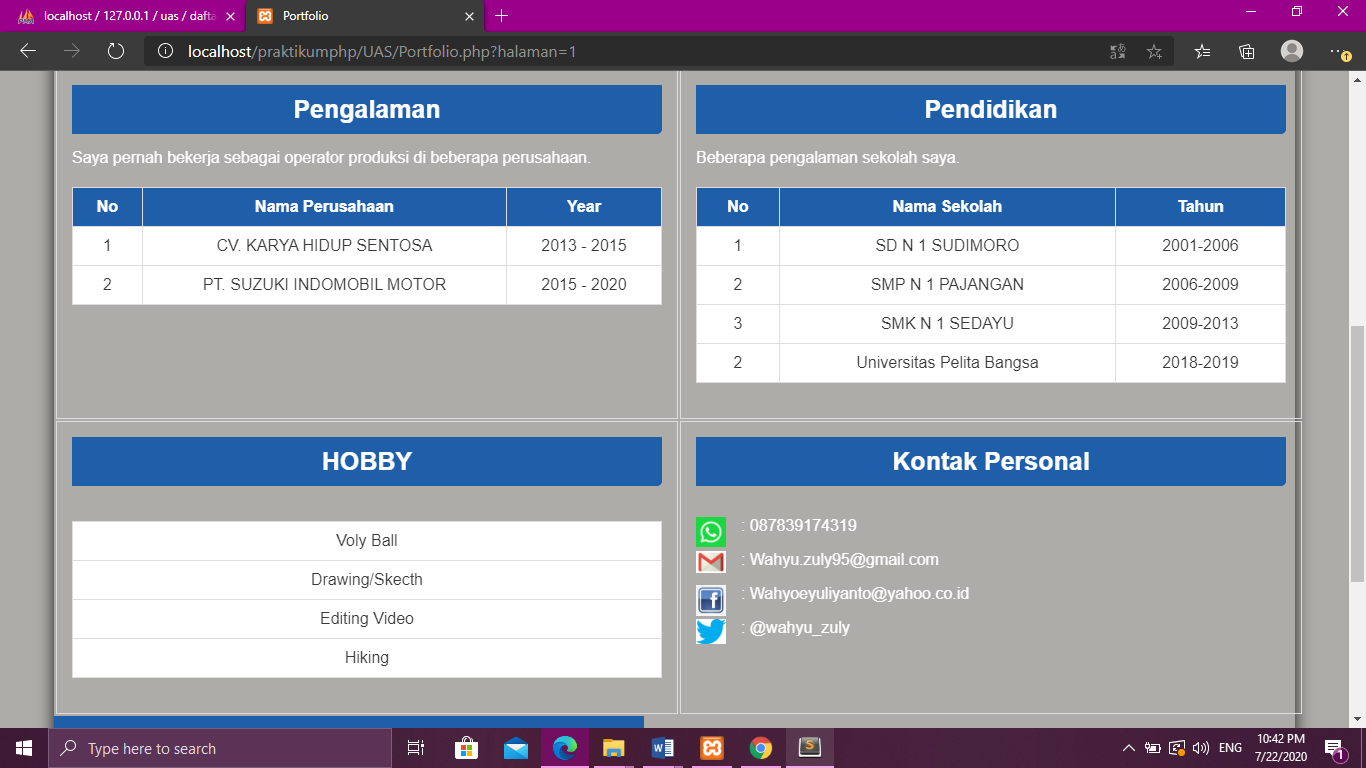 localhost / 127.0.0.1 / uas / dafta
Portfolio
localhost/praktikumphp/UAS/Portfolio.php?halaman=1
Pengalaman
Saya pernah bekerja sebagai operator produksi di beberapa perusahaan.
No Nama Perusahaan Year
1 CV. KARYA HIDUP SENTOSA 2013 - 2015
2 PT. SUZUKI INDOMOBIL MOTOR 2015 - 2020
Pendidikan
Beberapa pengalaman sekolah saya.
No Nama Sekolah Tahun
1 SD N 1 SUDIMORO 2001-2006
2 SMP N 1 PAJANGAN 2006-2009
3 SMK N 1 SEDAYU 2009-2013
2 Universitas Pelita Bangsa 2018-2019
HOBBY
Voly Ball
Drawing/Skecth
Editing Video
Hiking
Kontak Personal
: 087839174319
: Wahyu.zuly95@gmail.com
: Wahyoeyuliyanto@yahoo.co.id
: @wahyu_zuly
Type here to search
ENG
10:42 PM
7/22/2020
1